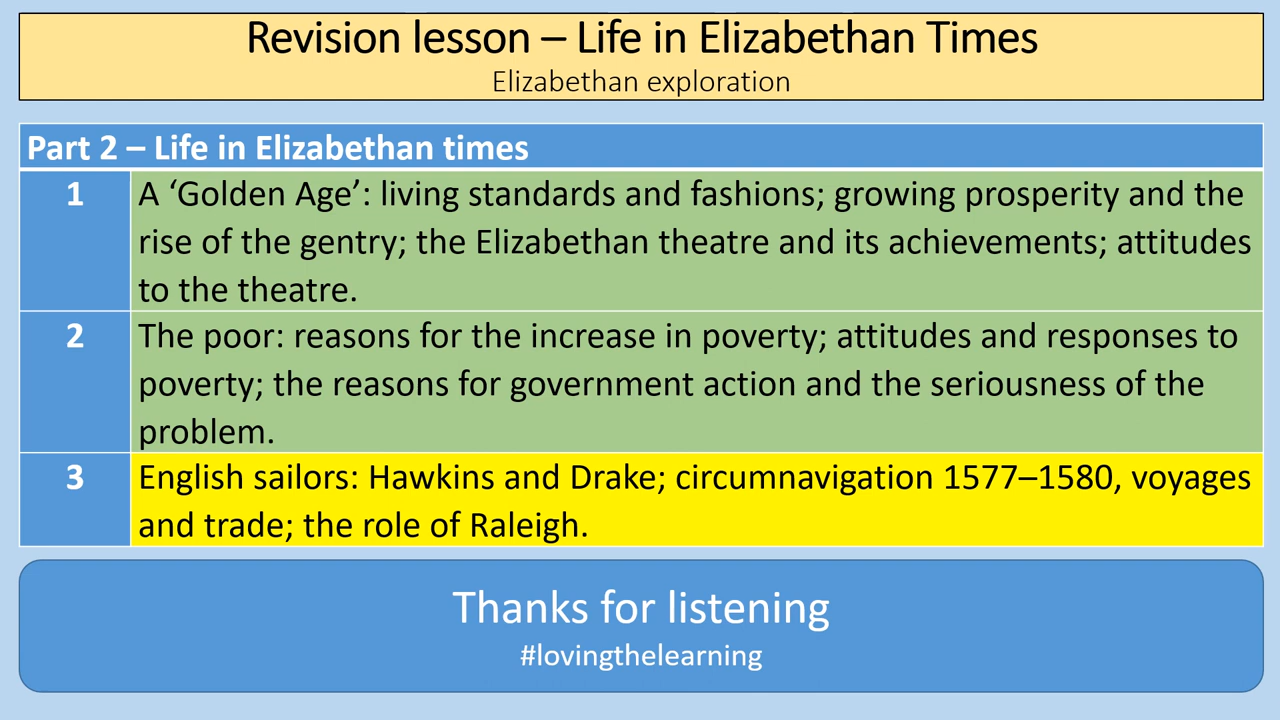 Revision lesson – Life in Elizabethan Times
Elizabethan exploration
Part 2 – Life in Elizabethan times
1
A ‘Golden Age’: living standards and fashions; growing prosperity and the
rise of the gentry; the Elizabethan theatre and its achievements; attitudes
to the theatre.
2
The poor: reasons for the increase in poverty; attitudes and responses to
poverty; the reasons for government action and the seriousness of the
problem.
3
English sailors: Hawkins and Drake; circumnavigation 1577–1580, voyages
and trade; the role of Raleigh.
Thanks for listening
#lovingthelearning